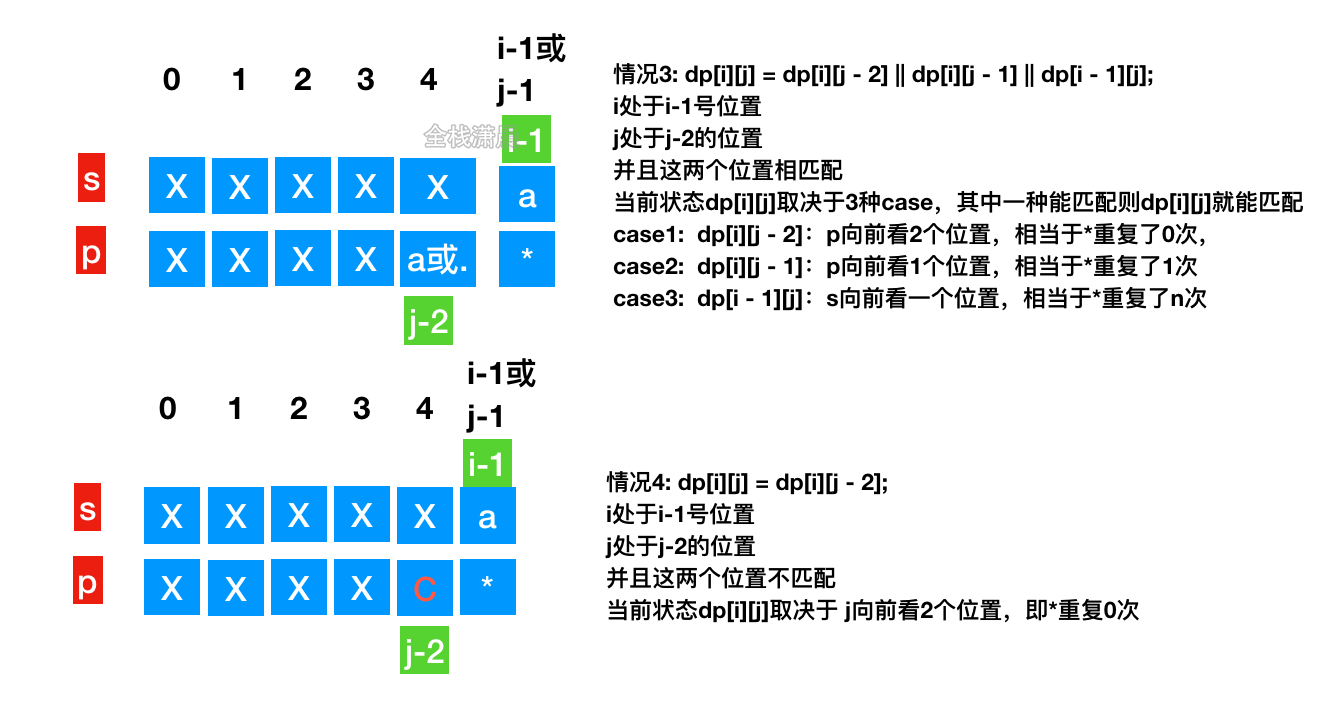 i-1或
0 1 2 3 4 j-1
全栈潇晨
i-1
s X X X X X a
p X X X X a或. *
j-2
情况3: dp[i][j] = dp[i][j - 2] || dp[i][j - 1] || dp[i - 1][j];
i处于i-1号位置
j处于j-2的位置
并且这两个位置相匹配
当前状态dp[i][j]取决于3种case，其中一种能匹配则dp[i][j]就能匹配
case1: dp[i][j - 2]：p向前看2个位置，相当于*重复了0次，
case2: dp[i][j - 1]：p向前看1个位置，相当于*重复了1次
case3: dp[i - 1][j]：s向前看一个位置，相当于*重复了n次
i-1或
0 1 2 3 4 j-1
i-1
s X X X X X a
p X X X X C *
j-2
情况4: dp[i][j] = dp[i][j - 2];
i处于i-1号位置
j处于j-2的位置
并且这两个位置不匹配
当前状态dp[i][j]取决于 j向前看2个位置，即*重复0次